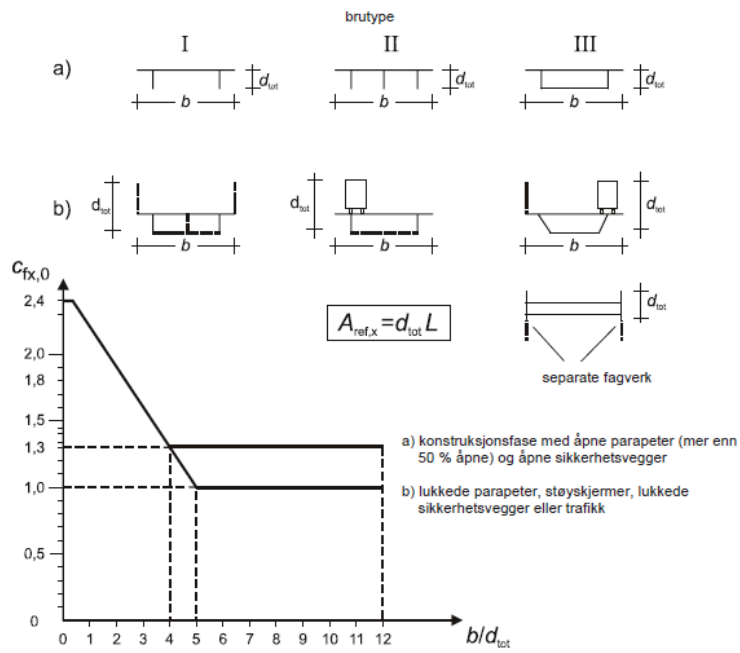 brutype
I II III
a) d_tot d_tot d_tot
b b b
b) d_tot d_tot d_tot
b b b
c_fx,0
2,4
A_ref,x = d_tot L
d_tot
2,0
1,8
separate fagverk
1,5
1,3
a) konstruksjonsfase med åpne parapeter (mer enn
50 % åpne) og åpne sikkerhetsvegger
1,0
b) lukkede parapeter, støyskjermer, lukkede
sikkerhetsvegger eller trafikk
0,5
0
0 1 2 3 4 5 6 7 8 9 10 11 12
b/d_tot